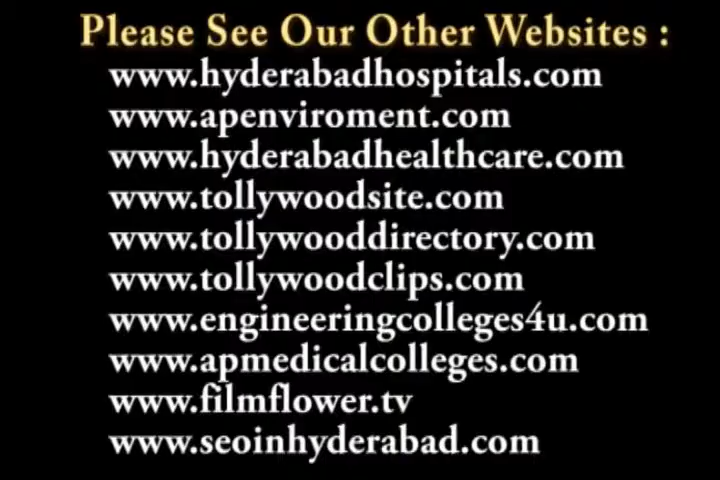 Please See Our Other Websites :
www.hyderabadhospitals.com
www.apenviroment.com
www.hyderabadhealthcare.com
www.tollywoodsite.com
www.tollywooddirectory.com
www.tollywoodclips.com
www.engineeringcolleges4u.com
www.apmedicalcolleges.com
www.filmflower.tv
www.seoinhyderabad.com